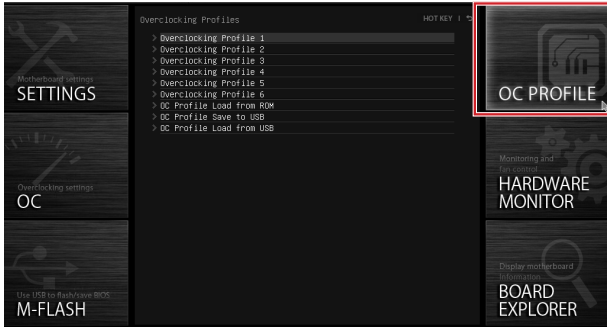 Motherboard settings
SETTINGS
Overclocking settings
OC
Use USB to flash/save BIOS
M-FLASH
Overclocking Profiles
HOT KEY |
> Overclocking Profile 1
> Overclocking Profile 2
> Overclocking Profile 3
> Overclocking Profile 4
> Overclocking Profile 5
> Overclocking Profile 6
> OC Profile Load from ROM
> OC Profile Save to USB
> OC Profile Load from USB
OC PROFILE
Monitoring and
fan control
HARDWARE
MONITOR
Display motherboard
information
BOARD
EXPLORER